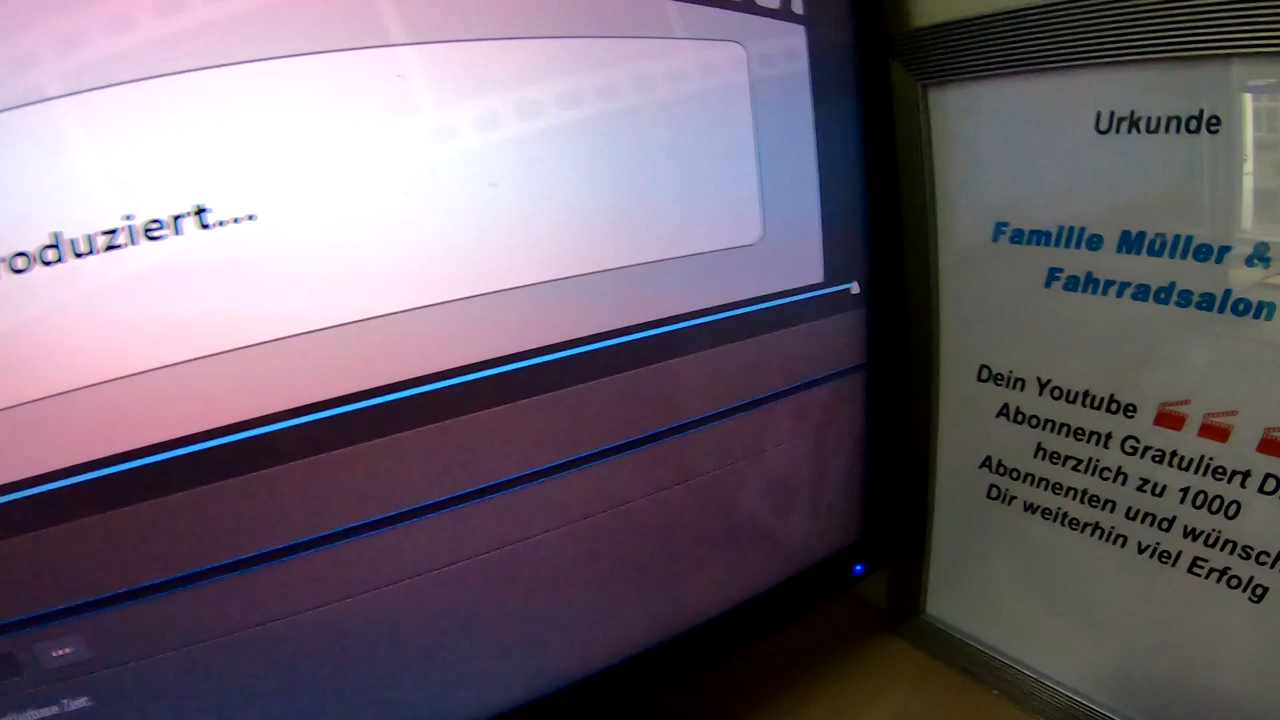 roduziert...
Urkunde
Familie Müller &
Fahrradsalon
Dein Youtube
Abonnent Gratuliert D
herzlich zu 1000
Abonnenten und wünsch
Dir weiterhin viel Erfolg
Zeit: